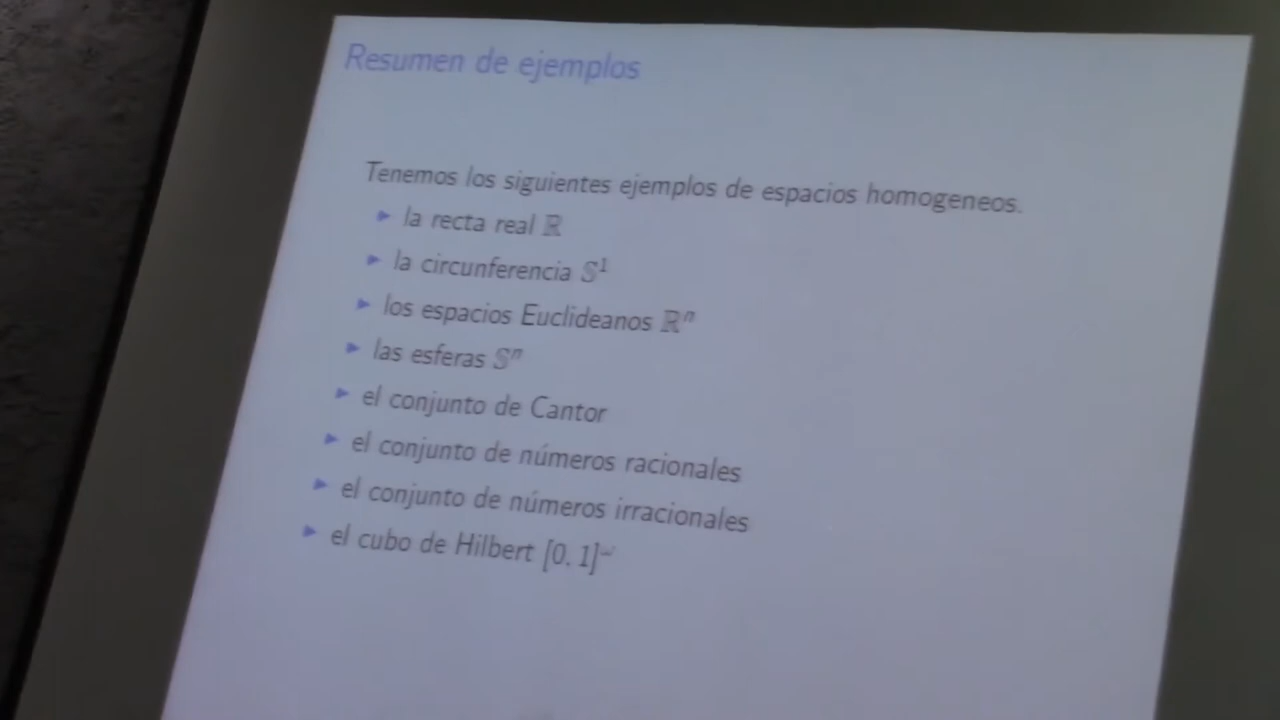 Resumen de ejemplos
Tenemos los siguientes ejemplos de espacios homogeneos.
▶ la recta real ℝ
▶ la circunferencia 𝕊¹
▶ los espacios Euclideanos ℝⁿ
▶ las esferas 𝕊ⁿ
▶ el conjunto de Cantor
▶ el conjunto de números racionales
▶ el conjunto de números irracionales
▶ el cubo de Hilbert [0, 1]^ω